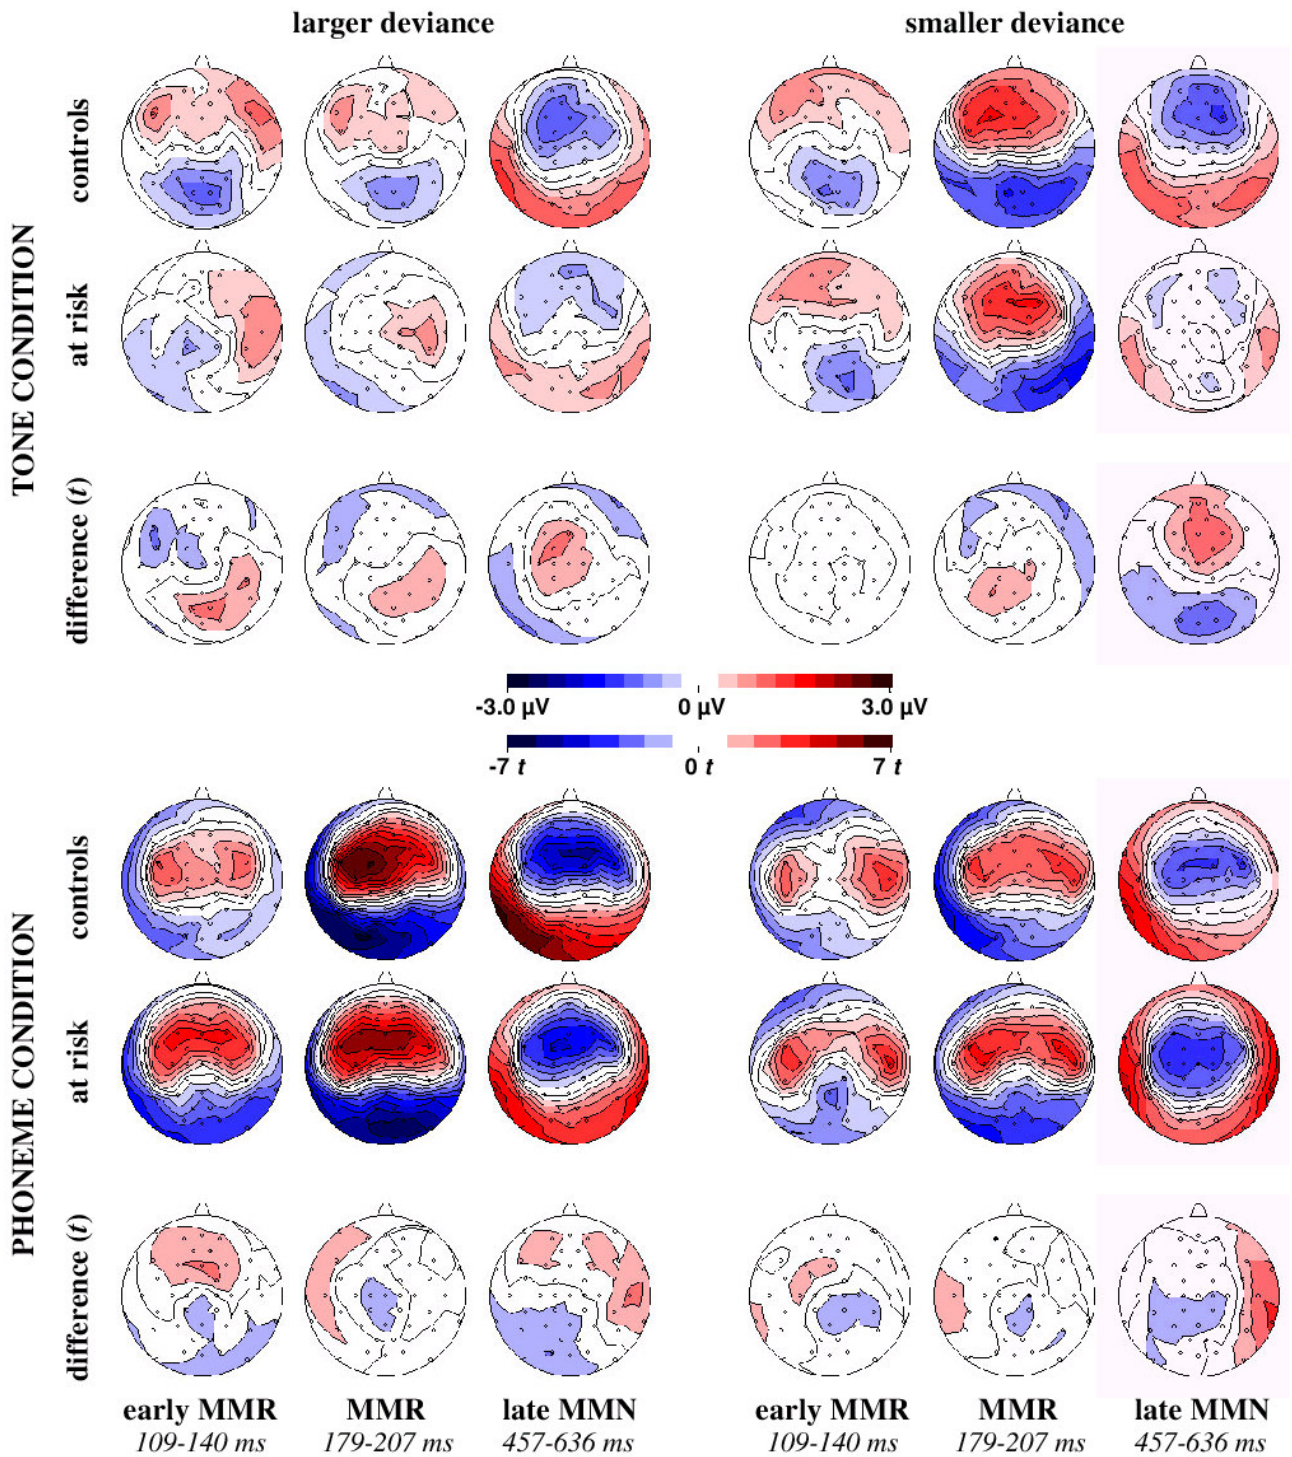 larger deviance smaller deviance
TONE CONDITION
controls
at risk
difference (t)
-3.0 µV 0 µV 3.0 µV
-7 t 0 t 7 t
PHONEME CONDITION
controls
at risk
difference (t)
early MMR MMR late MMN early MMR MMR late MMN
109-140 ms 179-207 ms 457-636 ms 109-140 ms 179-207 ms 457-636 ms